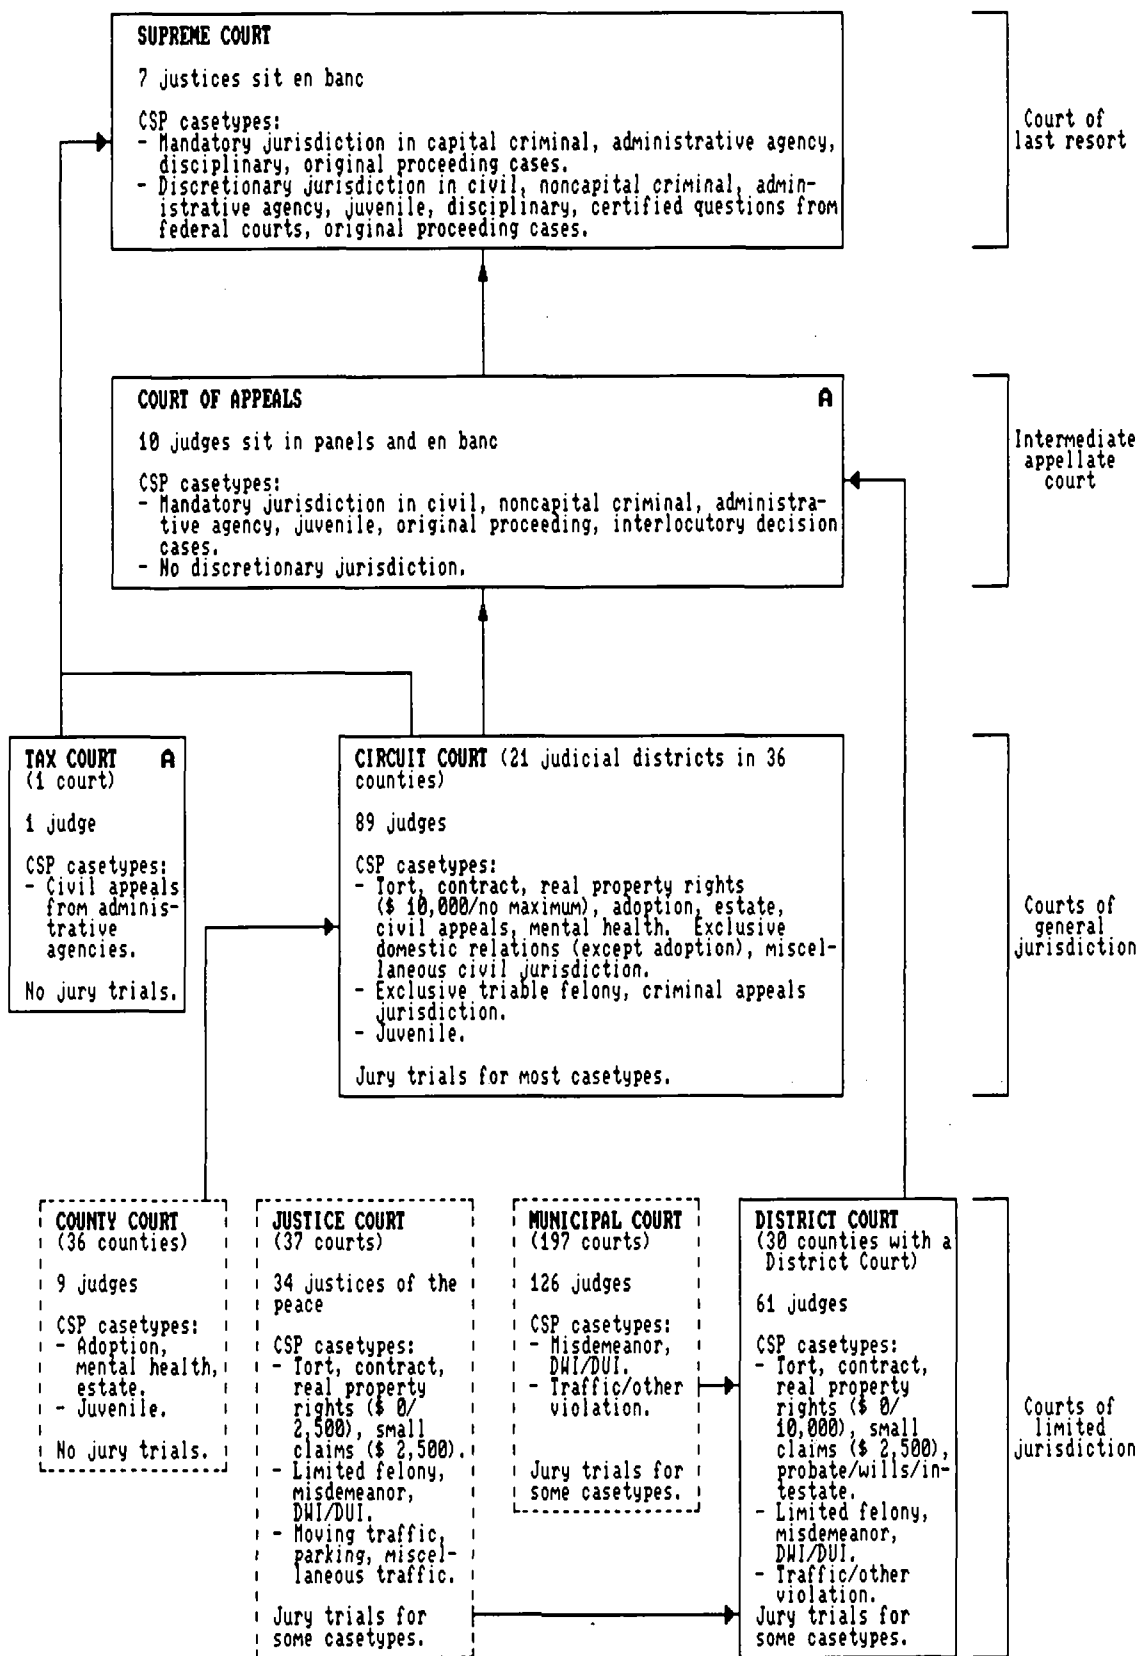 SUPREME COURT
7 justices sit en banc
CSP casetypes:
- Mandatory jurisdiction in capital criminal, administrative agency,
disciplinary, original proceeding cases.
- Discretionary jurisdiction in civil, noncapital criminal, admin-
istrative agency, juvenile, disciplinary, certified questions from
federal courts, original proceeding cases.
Court of
last resort
COURT OF APPEALS A
10 judges sit in panels and en banc
CSP casetypes:
- Mandatory jurisdiction in civil, noncapital criminal, administra-
tive agency, juvenile, original proceeding, interlocutory decision
cases.
- No discretionary jurisdiction.
Intermediate
appellate
court
TAX COURT A
(1 court)
1 judge
CSP casetypes:
- Civil appeals
from adminis-
trative
agencies.
No jury trials.
CIRCUIT COURT (21 judicial districts in 36
counties)
89 judges
CSP casetypes:
- Tort, contract, real property rights
($ 10,000/no maximum), adoption, estate,
civil appeals, mental health. Exclusive
domestic relations (except adoption), miscel-
laneous civil jurisdiction.
- Exclusive triable felony, criminal appeals
jurisdiction.
- Juvenile.
Jury trials for most casetypes.
Courts of
general
jurisdiction
COUNTY COURT
(36 counties)
9 judges
CSP casetypes:
- Adoption,
mental health,
estate.
- Juvenile.
No jury trials.
JUSTICE COURT
(37 courts)
34 justices of the
peace
CSP casetypes:
- Tort, contract,
real property
rights ($ 0/
2,500), small
claims ($ 2,500).
- Limited felony,
misdemeanor,
DWI/DUI.
- Moving traffic,
parking, miscel-
laneous traffic.
Jury trials for
some casetypes.
MUNICIPAL COURT
(197 courts)
126 judges
CSP casetypes:
- Misdemeanor,
DWI/DUI.
- Traffic/other
violation.
Jury trials for
some casetypes.
DISTRICT COURT
(30 counties with a
District Court)
61 judges
CSP casetypes:
- Tort, contract,
real property
rights ($ 0/
10,000), small
claims ($ 2,500),
probate/wills/in-
testate.
- Limited felony,
misdemeanor,
DWI/DUI.
- Traffic/other
violation.
Jury trials for
some casetypes.
Courts of
limited
jurisdiction